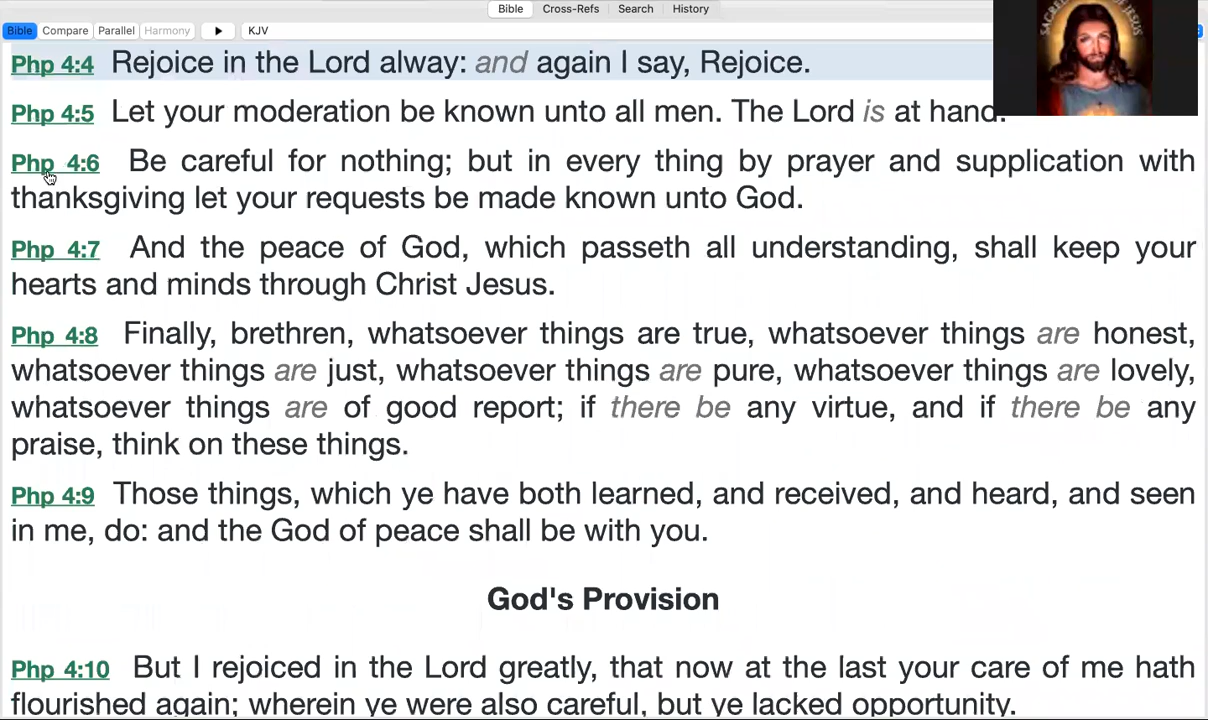 Bible Cross-Refs Search History
Bible Compare Parallel Harmony KJV
SACRED OF JESUS
Php 4:4 Rejoice in the Lord alway: and again I say, Rejoice.
Php 4:5 Let your moderation be known unto all men. The Lord is at hand.
Php 4:6 Be careful for nothing; but in every thing by prayer and supplication with
thanksgiving let your requests be made known unto God.
Php 4:7 And the peace of God, which passeth all understanding, shall keep your
hearts and minds through Christ Jesus.
Php 4:8 Finally, brethren, whatsoever things are true, whatsoever things are honest,
whatsoever things are just, whatsoever things are pure, whatsoever things are lovely,
whatsoever things are of good report; if there be any virtue, and if there be any
praise, think on these things.
Php 4:9 Those things, which ye have both learned, and received, and heard, and seen
in me, do: and the God of peace shall be with you.
God's Provision
Php 4:10 But I rejoiced in the Lord greatly, that now at the last your care of me hath
flourished again; wherein ye were also careful, but ye lacked opportunity.